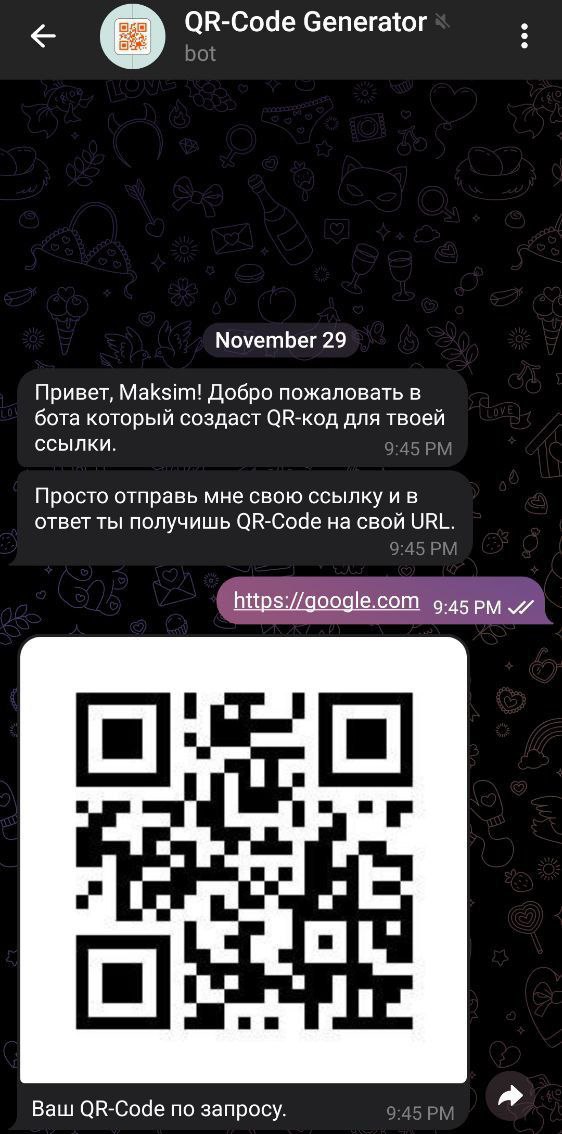 QR-Code Generator
bot
November 29
Привет, Maksim! Добро пожаловать в
бота который создаст QR-код для твоей
ссылки.
9:45 PM
Просто отправь мне свою ссылку и в
ответ ты получишь QR-Code на свой URL.
9:45 PM
https://google.com 9:45 PM
Ваш QR-Code по запросу.
9:45 PM
LOVE
LOVE